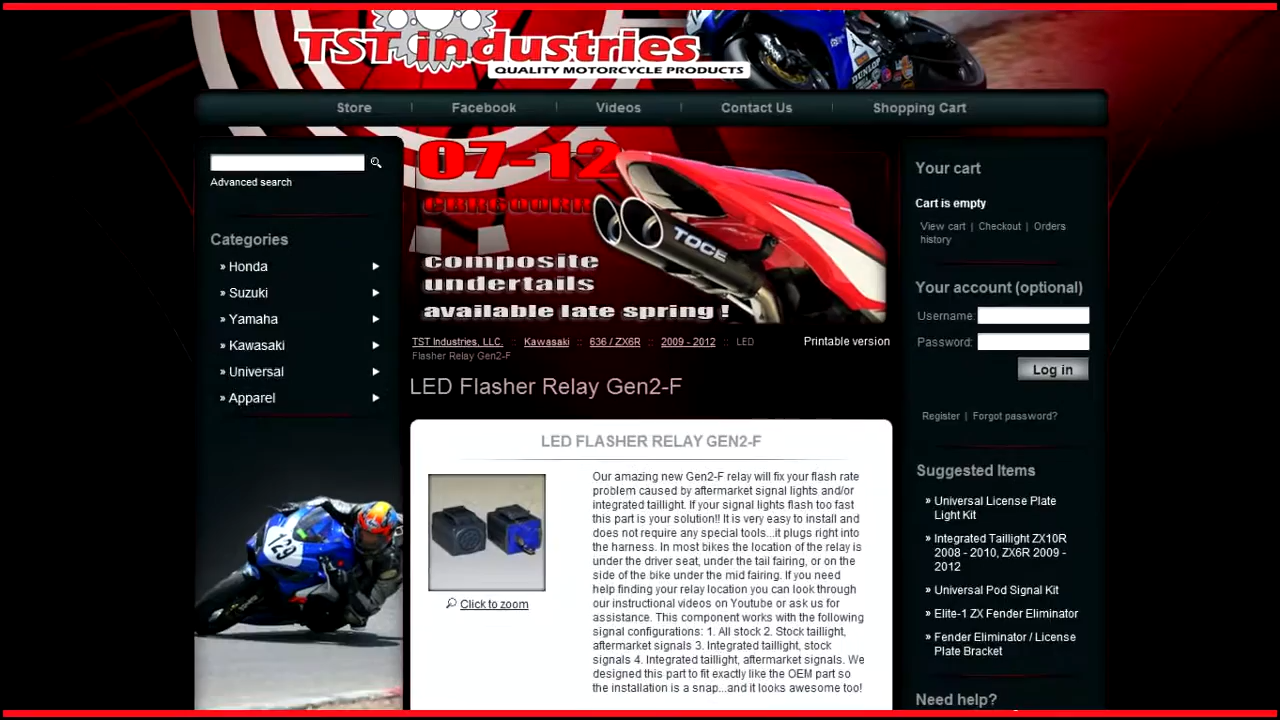 TST industries
QUALITY MOTORCYCLE PRODUCTS
DUNLOP
Store | Facebook | Videos | Contact Us | Shopping Cart
Advanced search
Categories
» Honda
» Suzuki
» Yamaha
» Kawasaki
» Universal
» Apparel
129
07-12
CBR600RR
composite
undertails
available late spring !
TOCE
TST Industries, LLC. :: Kawasaki :: 636 / ZX6R :: 2009 - 2012 :: LED
Flasher Relay Gen2-F
Printable version
LED Flasher Relay Gen2-F
LED FLASHER RELAY GEN2-F
Click to zoom
Our amazing new Gen2-F relay will fix your flash rate
problem caused by aftermarket signal lights and/or
integrated taillight. If your signal lights flash too fast
this part is your solution!! It is very easy to install and
does not require any special tools...it plugs right into
the harness. In most bikes the location of the relay is
under the driver seat, under the tail fairing, or on the
side of the bike under the mid fairing. If you need
help finding your relay location you can look through
our instructional videos on Youtube or ask us for
assistance. This component works with the following
signal configurations: 1. All stock 2. Stock taillight,
aftermarket signals 3. Integrated taillight, stock
signals 4. Integrated taillight, aftermarket signals. We
designed this part to fit exactly like the OEM part so
the installation is a snap...and it looks awesome too!
Your cart
Cart is empty
View cart | Checkout | Orders
history
Your account (optional)
Username:
Password:
Log in
Register | Forgot password?
Suggested Items
» Universal License Plate
Light Kit
» Integrated Taillight ZX10R
2008 - 2010, ZX6R 2009 -
2012
» Universal Pod Signal Kit
» Elite-1 ZX Fender Eliminator
» Fender Eliminator / License
Plate Bracket
Need help?